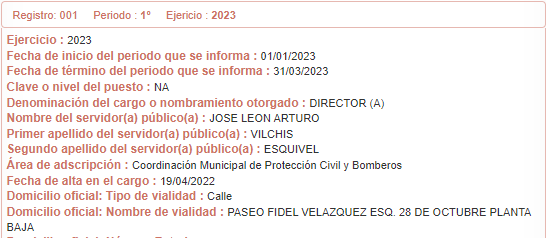 Registro: 001 Periodo : 1º Ejericio : 2023
Ejercicio : 2023
Fecha de inicio del periodo que se informa : 01/01/2023
Fecha de término del periodo que se informa : 31/03/2023
Clave o nivel del puesto : NA
Denominación del cargo o nombramiento otorgado : DIRECTOR (A)
Nombre del servidor(a) público(a) : JOSE LEON ARTURO
Primer apellido del servidor(a) público(a) : VILCHIS
Segundo apellido del servidor(a) público(a) : ESQUIVEL
Área de adscripción : Coordinación Municipal de Protección Civil y Bomberos
Fecha de alta en el cargo : 19/04/2022
Domicilio oficial: Tipo de vialidad : Calle
Domicilio oficial: Nombre de vialidad : PASEO FIDEL VELAZQUEZ ESQ. 28 DE OCTUBRE PLANTA
BAJA